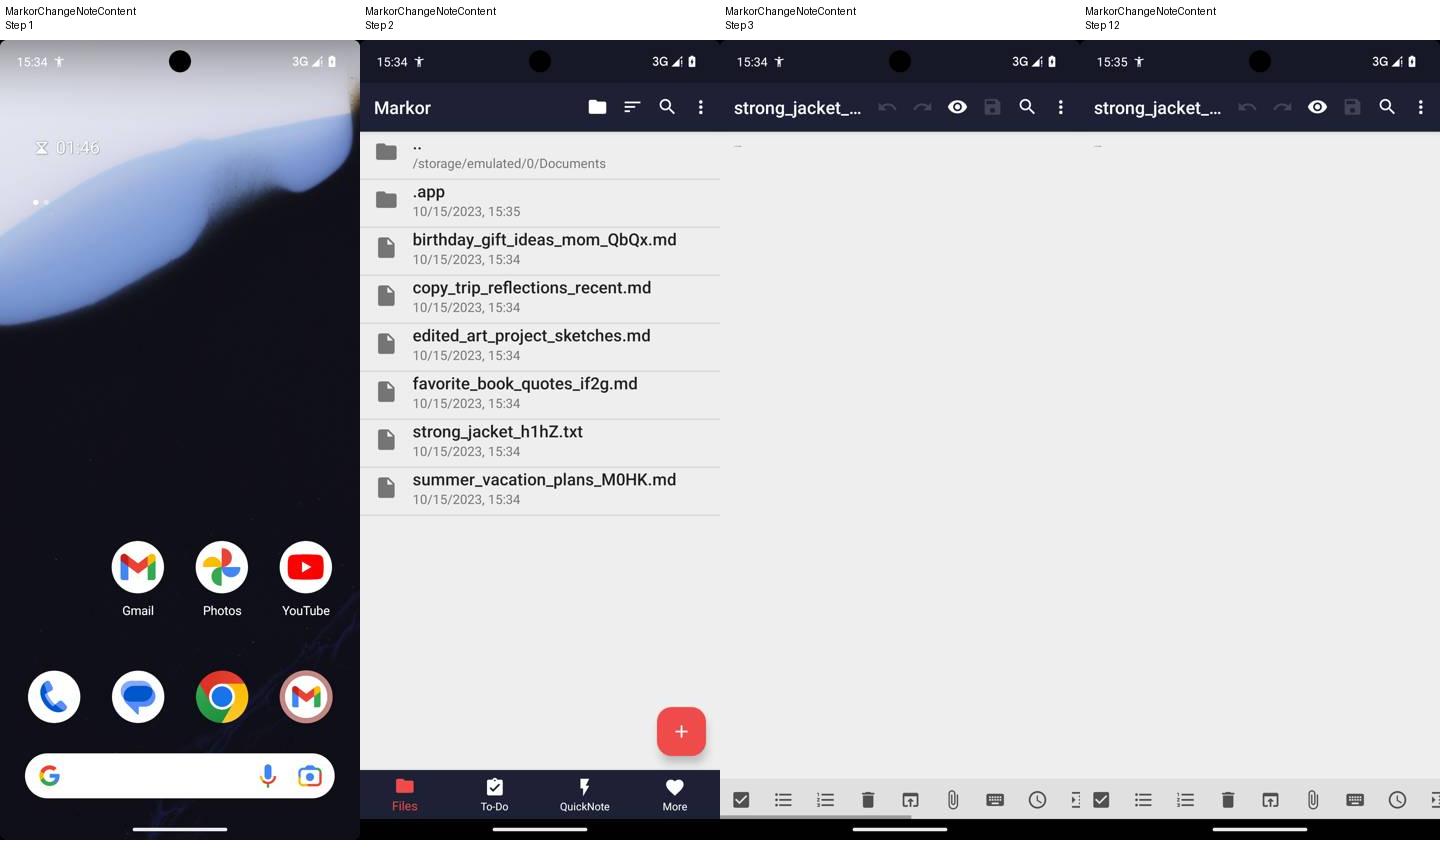 MarkorChangeNoteContent
Step 1
15:34
3G
01:46
Gmail
Photos
YouTube
MarkorChangeNoteContent
Step 2
15:34
3G
Markor
..
/storage/emulated/0/Documents
.app
10/15/2023, 15:35
birthday_gift_ideas_mom_QbQx.md
10/15/2023, 15:34
copy_trip_reflections_recent.md
10/15/2023, 15:34
edited_art_project_sketches.md
10/15/2023, 15:34
favorite_book_quotes_if2g.md
10/15/2023, 15:34
strong_jacket_h1hZ.txt
10/15/2023, 15:34
summer_vacation_plans_M0HK.md
10/15/2023, 15:34
+
Files
To-Do
QuickNote
More
MarkorChangeNoteContent
Step 3
15:34
3G
strong_jacket_...
MarkorChangeNoteContent
Step 12
15:35
3G
strong_jacket_...